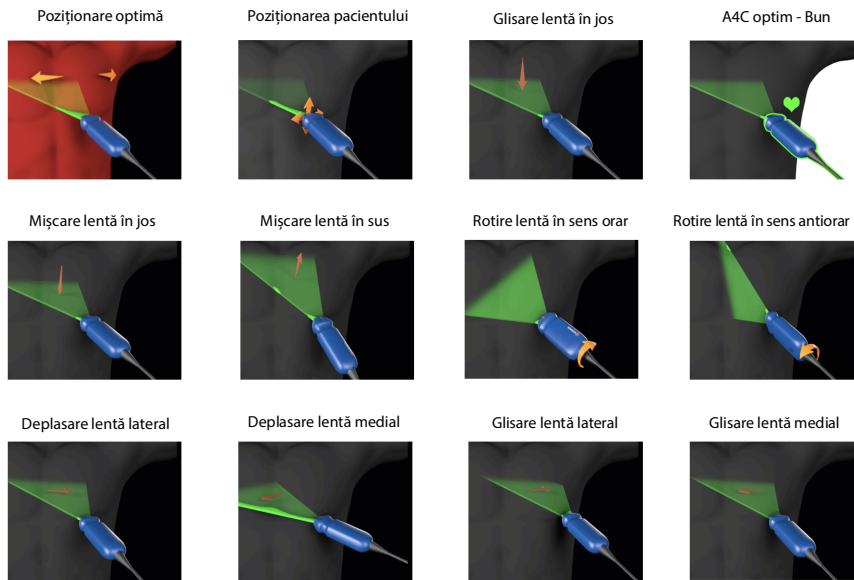 Poziționare optimă
Poziționarea pacientului
Glisare lentă în jos
A4C optim - Bun
Mișcare lentă în jos
Mișcare lentă în sus
Rotire lentă în sens orar
Rotire lentă în sens antiorar
Deplasare lentă lateral
Deplasare lentă medial
Glisare lentă lateral
Glisare lentă medial